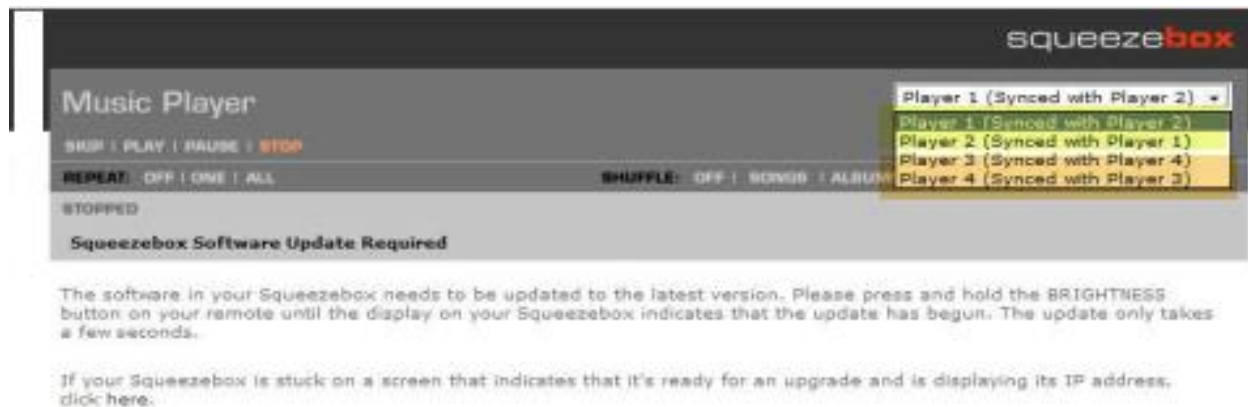 squeezebox
Music Player
Player 1 (Synced with Player 2)
Player 1 (Synced with Player 2)
Player 2 (Synced with Player 1)
Player 3 (Synced with Player 4)
Player 4 (Synced with Player 3)
SKIP | PLAY | PAUSE | STOP
REPEAT: OFF | ONE | ALL
SHUFFLE: OFF | SONGS | ALBUM
STOPPED
Squeezebox Software Update Required
The software in your Squeezebox needs to be updated to the latest version. Please press and hold the BRIGHTNESS
button on your remote until the display on your Squeezebox indicates that the update has begun. The update only takes
a few seconds.
If your Squeezebox is stuck on a screen that indicates that it's ready for an upgrade and is displaying its IP address,
click here.